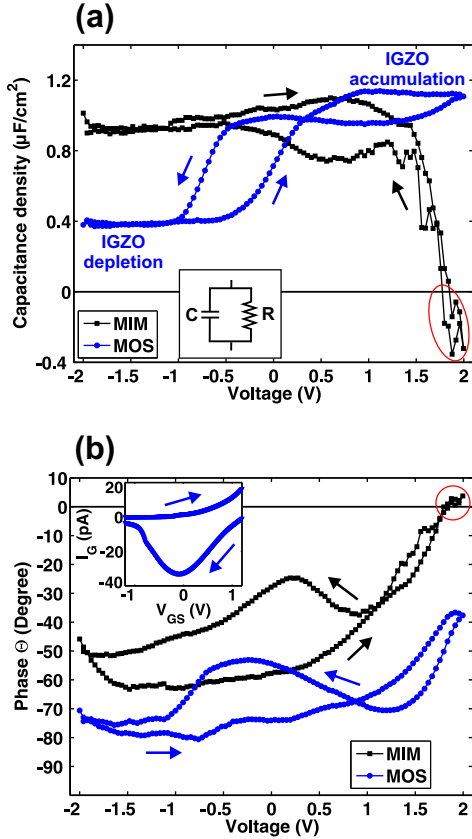 (a)
Capacitance density (µF/cm²)
1.2
0.8
0.4
0
-0.4
IGZO
accumulation
IGZO
depletion
C
R
MIM
MOS
-2 -1.5 -1 -0.5 0 0.5 1 1.5 2
Voltage (V)
(b)
Phase Θ (Degree)
10
0
-10
-20
-30
-40
-50
-60
-70
-80
-90
I_G (pA)
20
0
-20
-40
-1 0 1
V_GS (V)
MIM
MOS
-2 -1.5 -1 -0.5 0 0.5 1 1.5 2
Voltage (V)